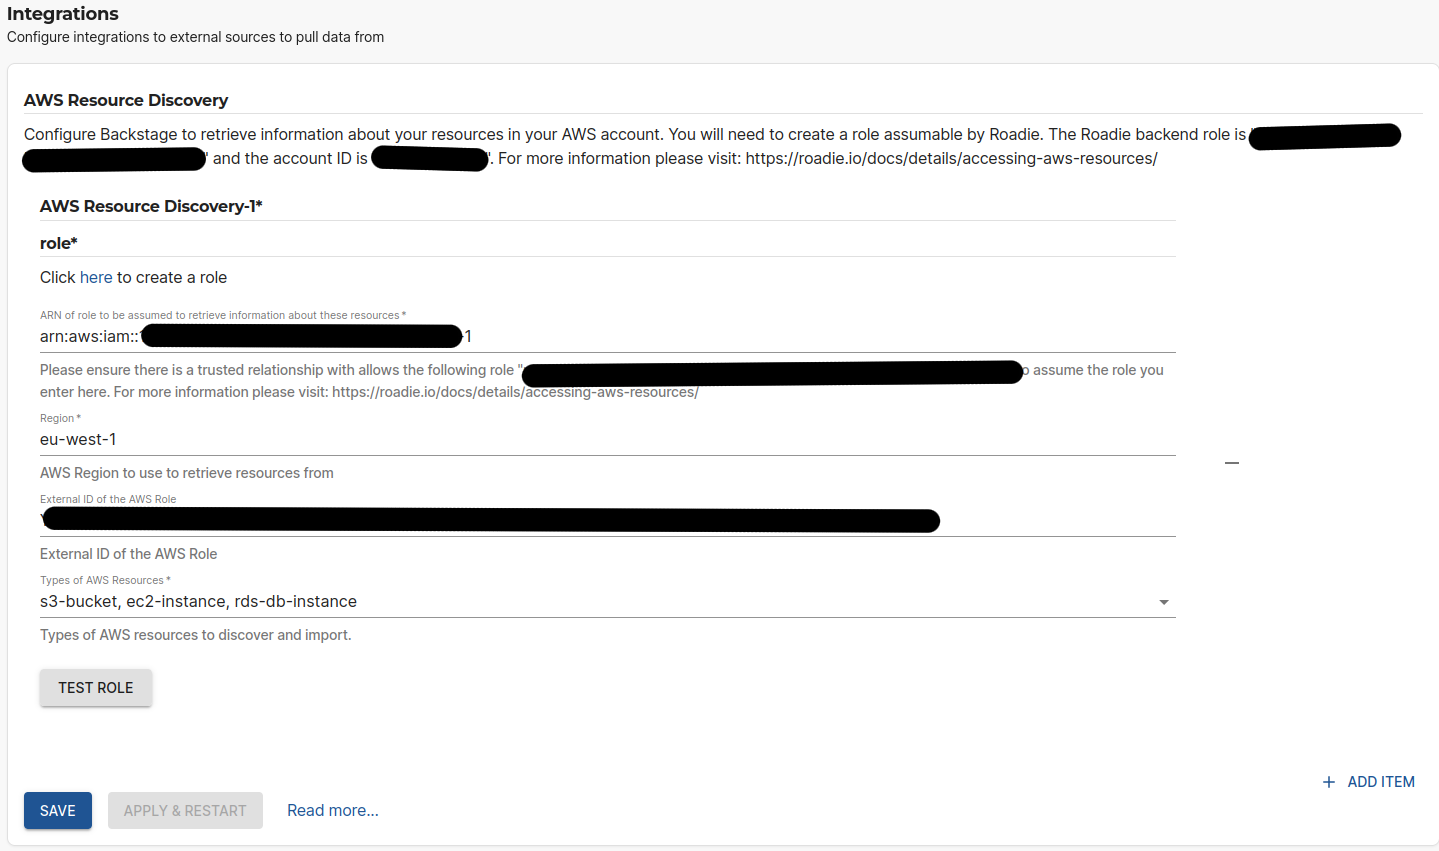 Integrations
Configure integrations to external sources to pull data from
AWS Resource Discovery
Configure Backstage to retrieve information about your resources in your AWS account. You will need to create a role assumable by Roadie. The Roadie backend role is '
' and the account ID is '. For more information please visit: https://roadie.io/docs/details/accessing-aws-resources/
AWS Resource Discovery-1*
role*
Click here to create a role
ARN of role to be assumed to retrieve information about these resources *
arn:aws:iam:: -1
Please ensure there is a trusted relationship with allows the following role " o assume the role you
enter here. For more information please visit: https://roadie.io/docs/details/accessing-aws-resources/
Region *
eu-west-1
AWS Region to use to retrieve resources from
External ID of the AWS Role
External ID of the AWS Role
Types of AWS Resources *
s3-bucket, ec2-instance, rds-db-instance
Types of AWS resources to discover and import.
TEST ROLE
+ ADD ITEM
SAVE
APPLY & RESTART
Read more...